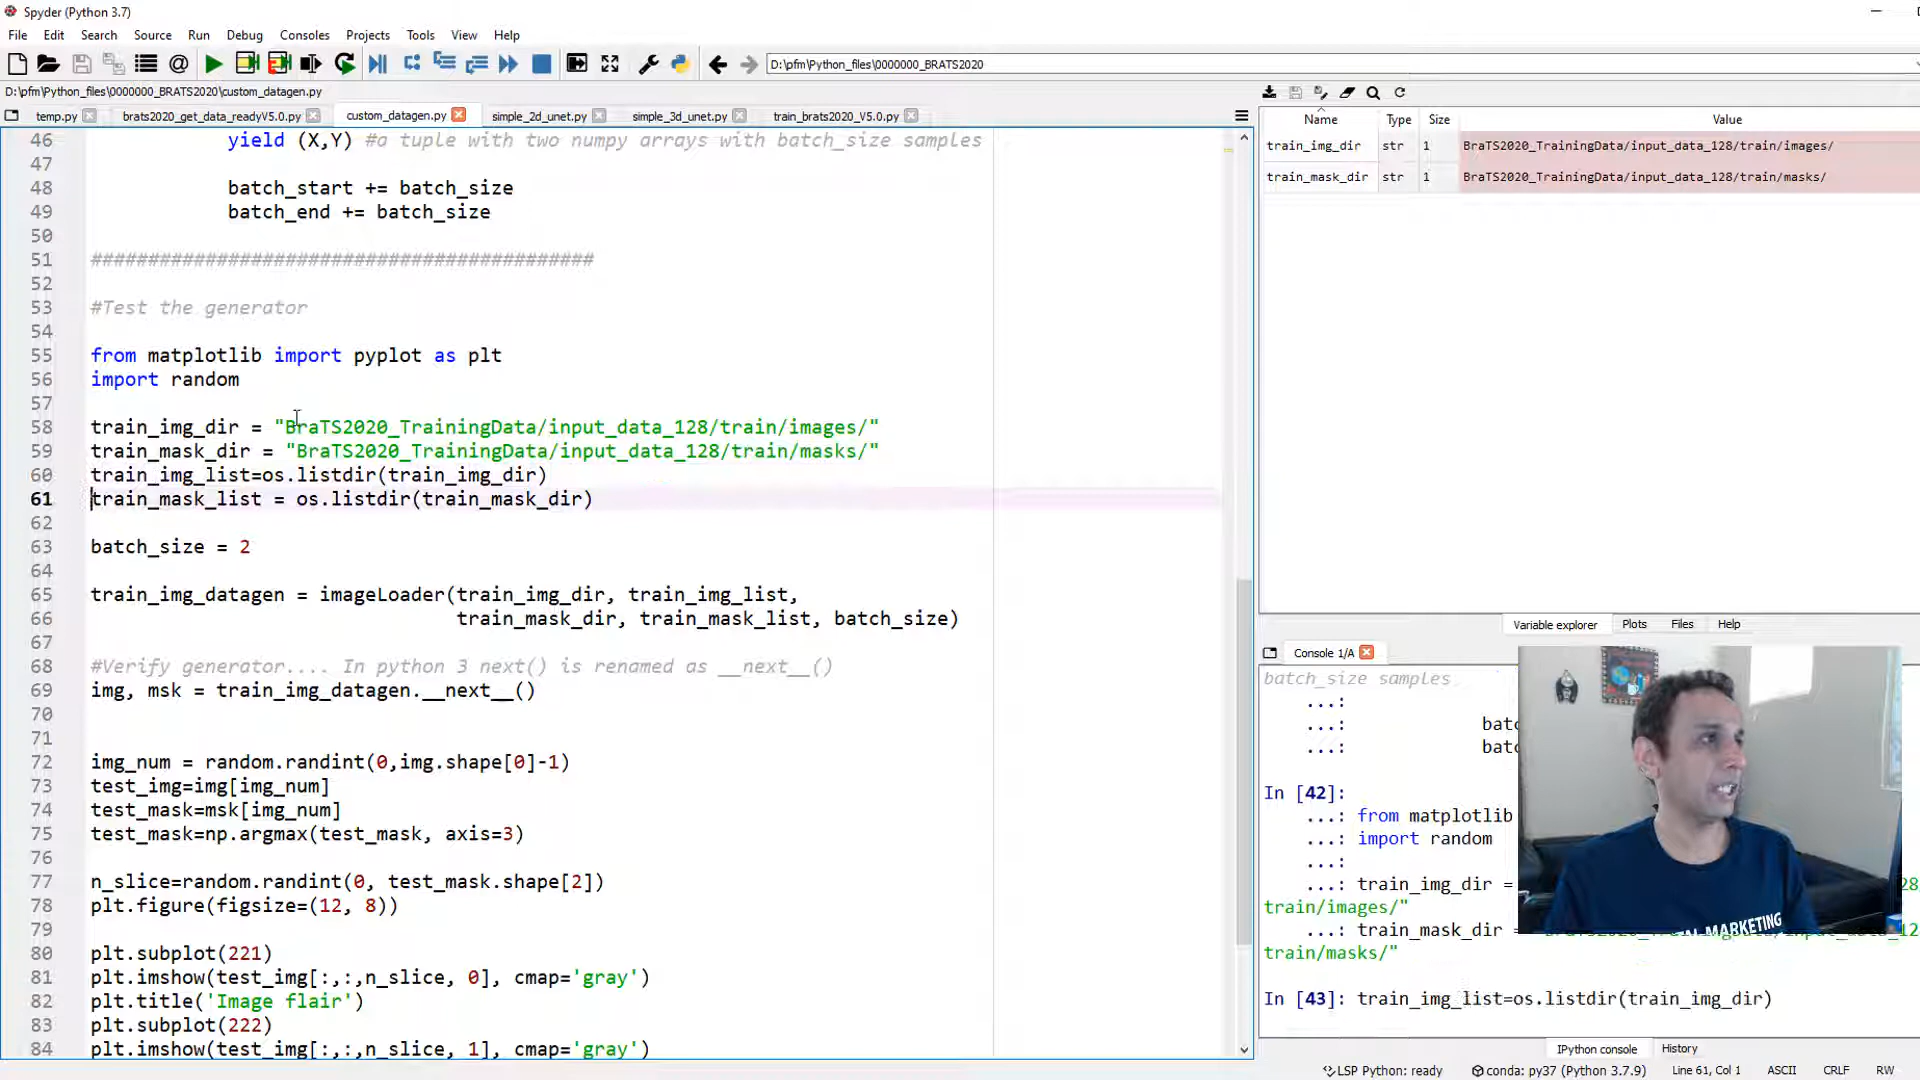 Spyder (Python 3.7)
File Edit Search Source Run Debug Consoles Projects Tools View Help
D:\pfm\Python_files\0000000_BRATS2020
D:\pfm\Python_files\0000000_BRATS2020\custom_datagen.py
temp.py brats2020_get_data_readyV5.0.py custom_datagen.py simple_2d_unet.py simple_3d_unet.py train_brats2020_V5.0.py
46 yield (X,Y) #a tuple with two numpy arrays with batch_size samples
47
48 batch_start += batch_size
49 batch_end += batch_size
50
51 ############################################
52
53 #Test the generator
54
55 from matplotlib import pyplot as plt
56 import random
57
58 train_img_dir = "BraTS2020_TrainingData/input_data_128/train/images/"
59 train_mask_dir = "BraTS2020_TrainingData/input_data_128/train/masks/"
60 train_img_list=os.listdir(train_img_dir)
61 train_mask_list = os.listdir(train_mask_dir)
62
63 batch_size = 2
64
65 train_img_datagen = imageLoader(train_img_dir, train_img_list,
66 train_mask_dir, train_mask_list, batch_size)
67
68 #Verify generator.... In python 3 next() is renamed as __next__()
69 img, msk = train_img_datagen.__next__()
70
71
72 img_num = random.randint(0,img.shape[0]-1)
73 test_img=img[img_num]
74 test_mask=msk[img_num]
75 test_mask=np.argmax(test_mask, axis=3)
76
77 n_slice=random.randint(0, test_mask.shape[2])
78 plt.figure(figsize=(12, 8))
79
80 plt.subplot(221)
81 plt.imshow(test_img[:,:,n_slice, 0], cmap='gray')
82 plt.title('Image flair')
83 plt.subplot(222)
84 plt.imshow(test_img[:,:,n_slice, 1], cmap='gray')
Name Type Size Value
train_img_dir str 1 BraTS2020_TrainingData/input_data_128/train/images/
train_mask_dir str 1 BraTS2020_TrainingData/input_data_128/train/masks/
Variable explorer Plots Files Help
Console 1/A
batch_size samples
...:
...: batc
...: batc
In [42]:
...: from matplotlib
...: import random
...:
...: train_img_dir =
train/images/"
...: train_mask_dir =
train/masks/"
In [43]: train_img_list=os.listdir(train_img_dir)
MARKETING
IPython console History
LSP Python: ready conda: py37 (Python 3.7.9) Line 61, Col 1 ASCII CRLF RW